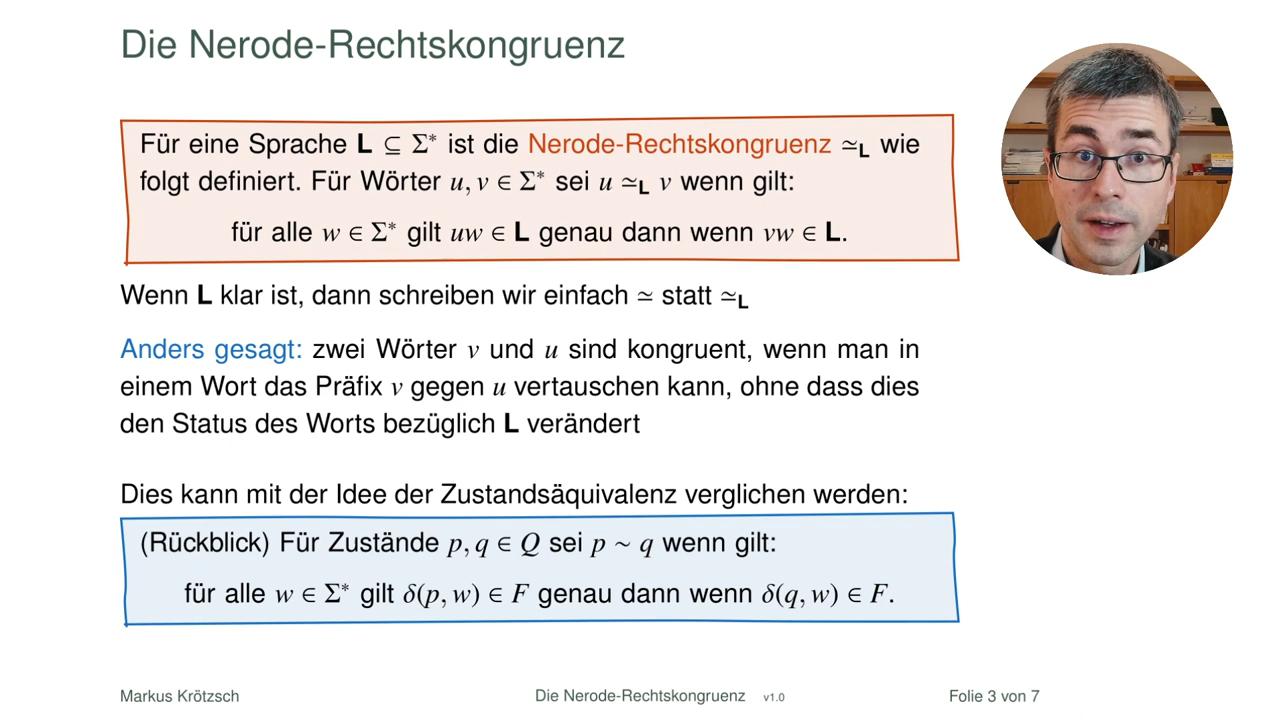 Die Nerode-Rechtskongruenz
Für eine Sprache L ⊆ Σ* ist die Nerode-Rechtskongruenz ≃_L wie
folgt definiert. Für Wörter u, v ∈ Σ* sei u ≃_L v wenn gilt:
für alle w ∈ Σ* gilt uw ∈ L genau dann wenn vw ∈ L.
Wenn L klar ist, dann schreiben wir einfach ≃ statt ≃_L
Anders gesagt: zwei Wörter v und u sind kongruent, wenn man in
einem Wort das Präfix v gegen u vertauschen kann, ohne dass dies
den Status des Worts bezüglich L verändert
Dies kann mit der Idee der Zustandsäquivalenz verglichen werden:
(Rückblick) Für Zustände p, q ∈ Q sei p ∼ q wenn gilt:
für alle w ∈ Σ* gilt δ(p, w) ∈ F genau dann wenn δ(q, w) ∈ F.
Markus Krötzsch
Die Nerode-Rechtskongruenz v1.0
Folie 3 von 7